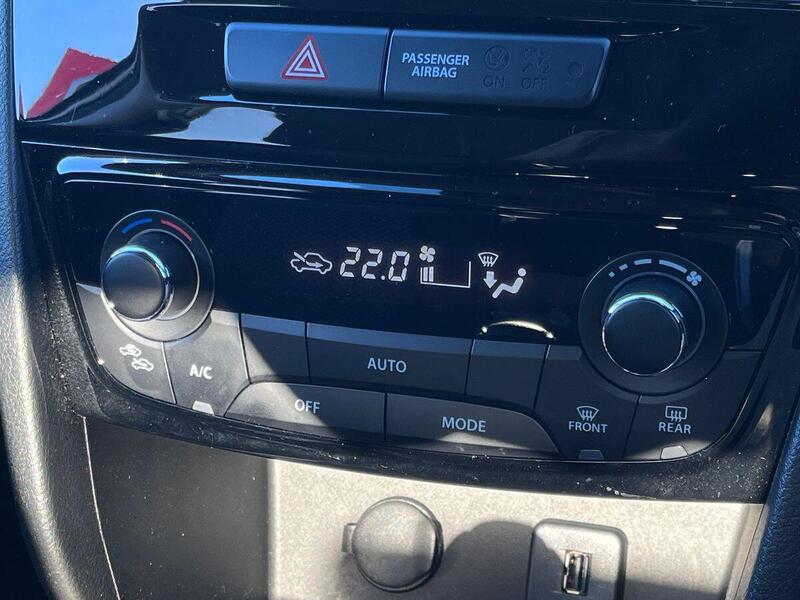 PASSENGER
AIRBAG
ON OFF
22.0
A/C
AUTO
OFF
MODE
FRONT
REAR